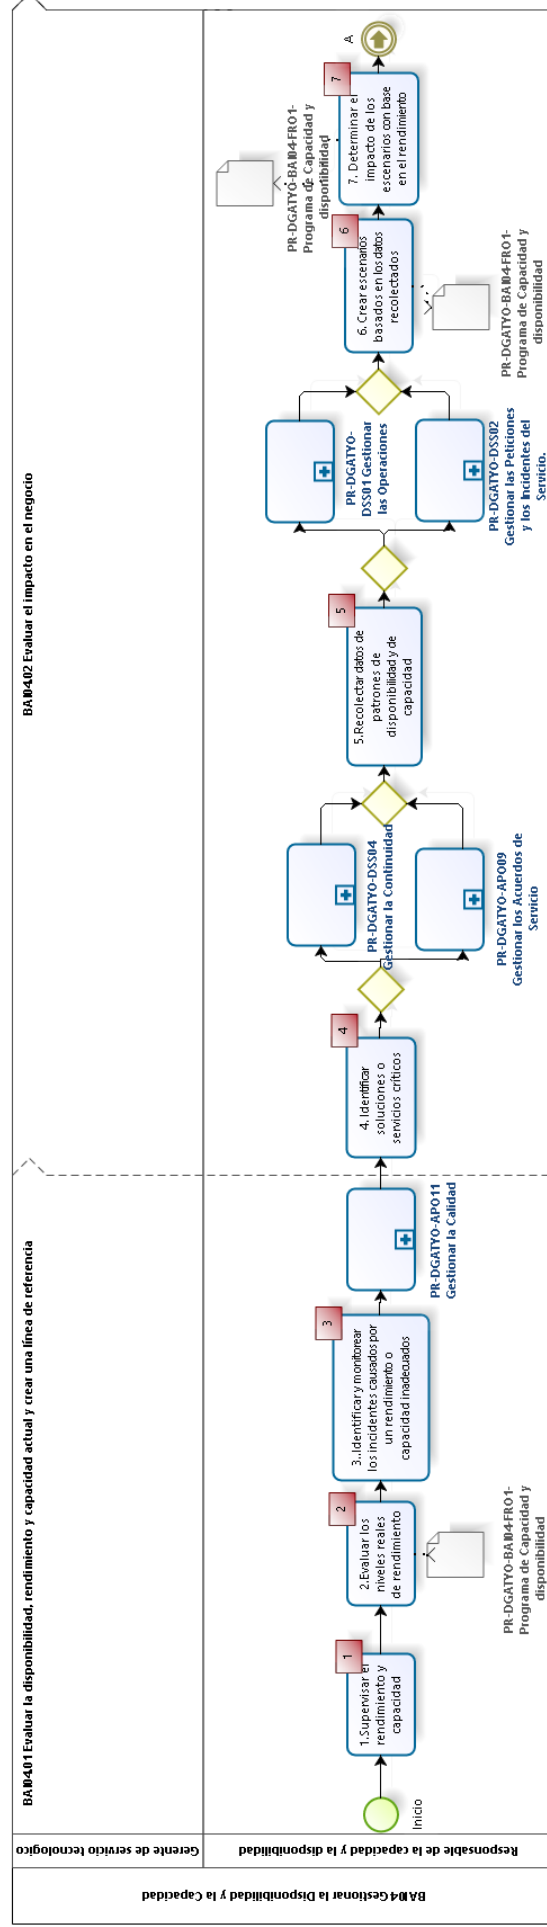 BAI04 Gestionar la Disponibilidad y la Capacidad
Gerente de servicio tecnologico
Responsable de la capacidad y la disponibilidad
BAI04.01 Evaluar la disponibilidad, rendimiento y capacidad actual y crear una línea de referencia
BAI04.02 Evaluar el impacto en el negocio
Inicio
1
1.Supervisar el
rendimiento y
capacidad
2
2.Evaluar los
niveles reales
de rendimiento
PR-DGATYO-BAI04-FRO1-
Programa de Capacidad y
disponibilidad
3
3..Identificar y monitorear
los incidentes causados por
un rendimiento o
capacidad inadecuados
PR-DGATYO-APO11
Gestionar la Calidad
4
4. Identificar
soluciones o
servicios críticos
PR-DGATYO-DSS04
Gestionar la Continuidad
PR-DGATYO-APO09
Gestionar los Acuerdos de
Servicio
5
5.Recolectar datos de
patrones de
disponibilidad y de
capacidad
PR-DGATYO-
DSS01 Gestionar
las Operaciones
PR-DGATYO-DSS02
Gestionar las Peticiones
y los Incidentes del
Servicio.
6
6. Crear escenarios
basados en los datos
recolectados
PR-DGATYO-BAI04-FRO1-
Programa de Capacidad y
disponibilidad
7
7. Determinar el
impacto de los
escenarios con base
en el rendimiento
PR-DGATYO-BAI04-FRO1-
Programa de Capacidad y
disponibilidad
A